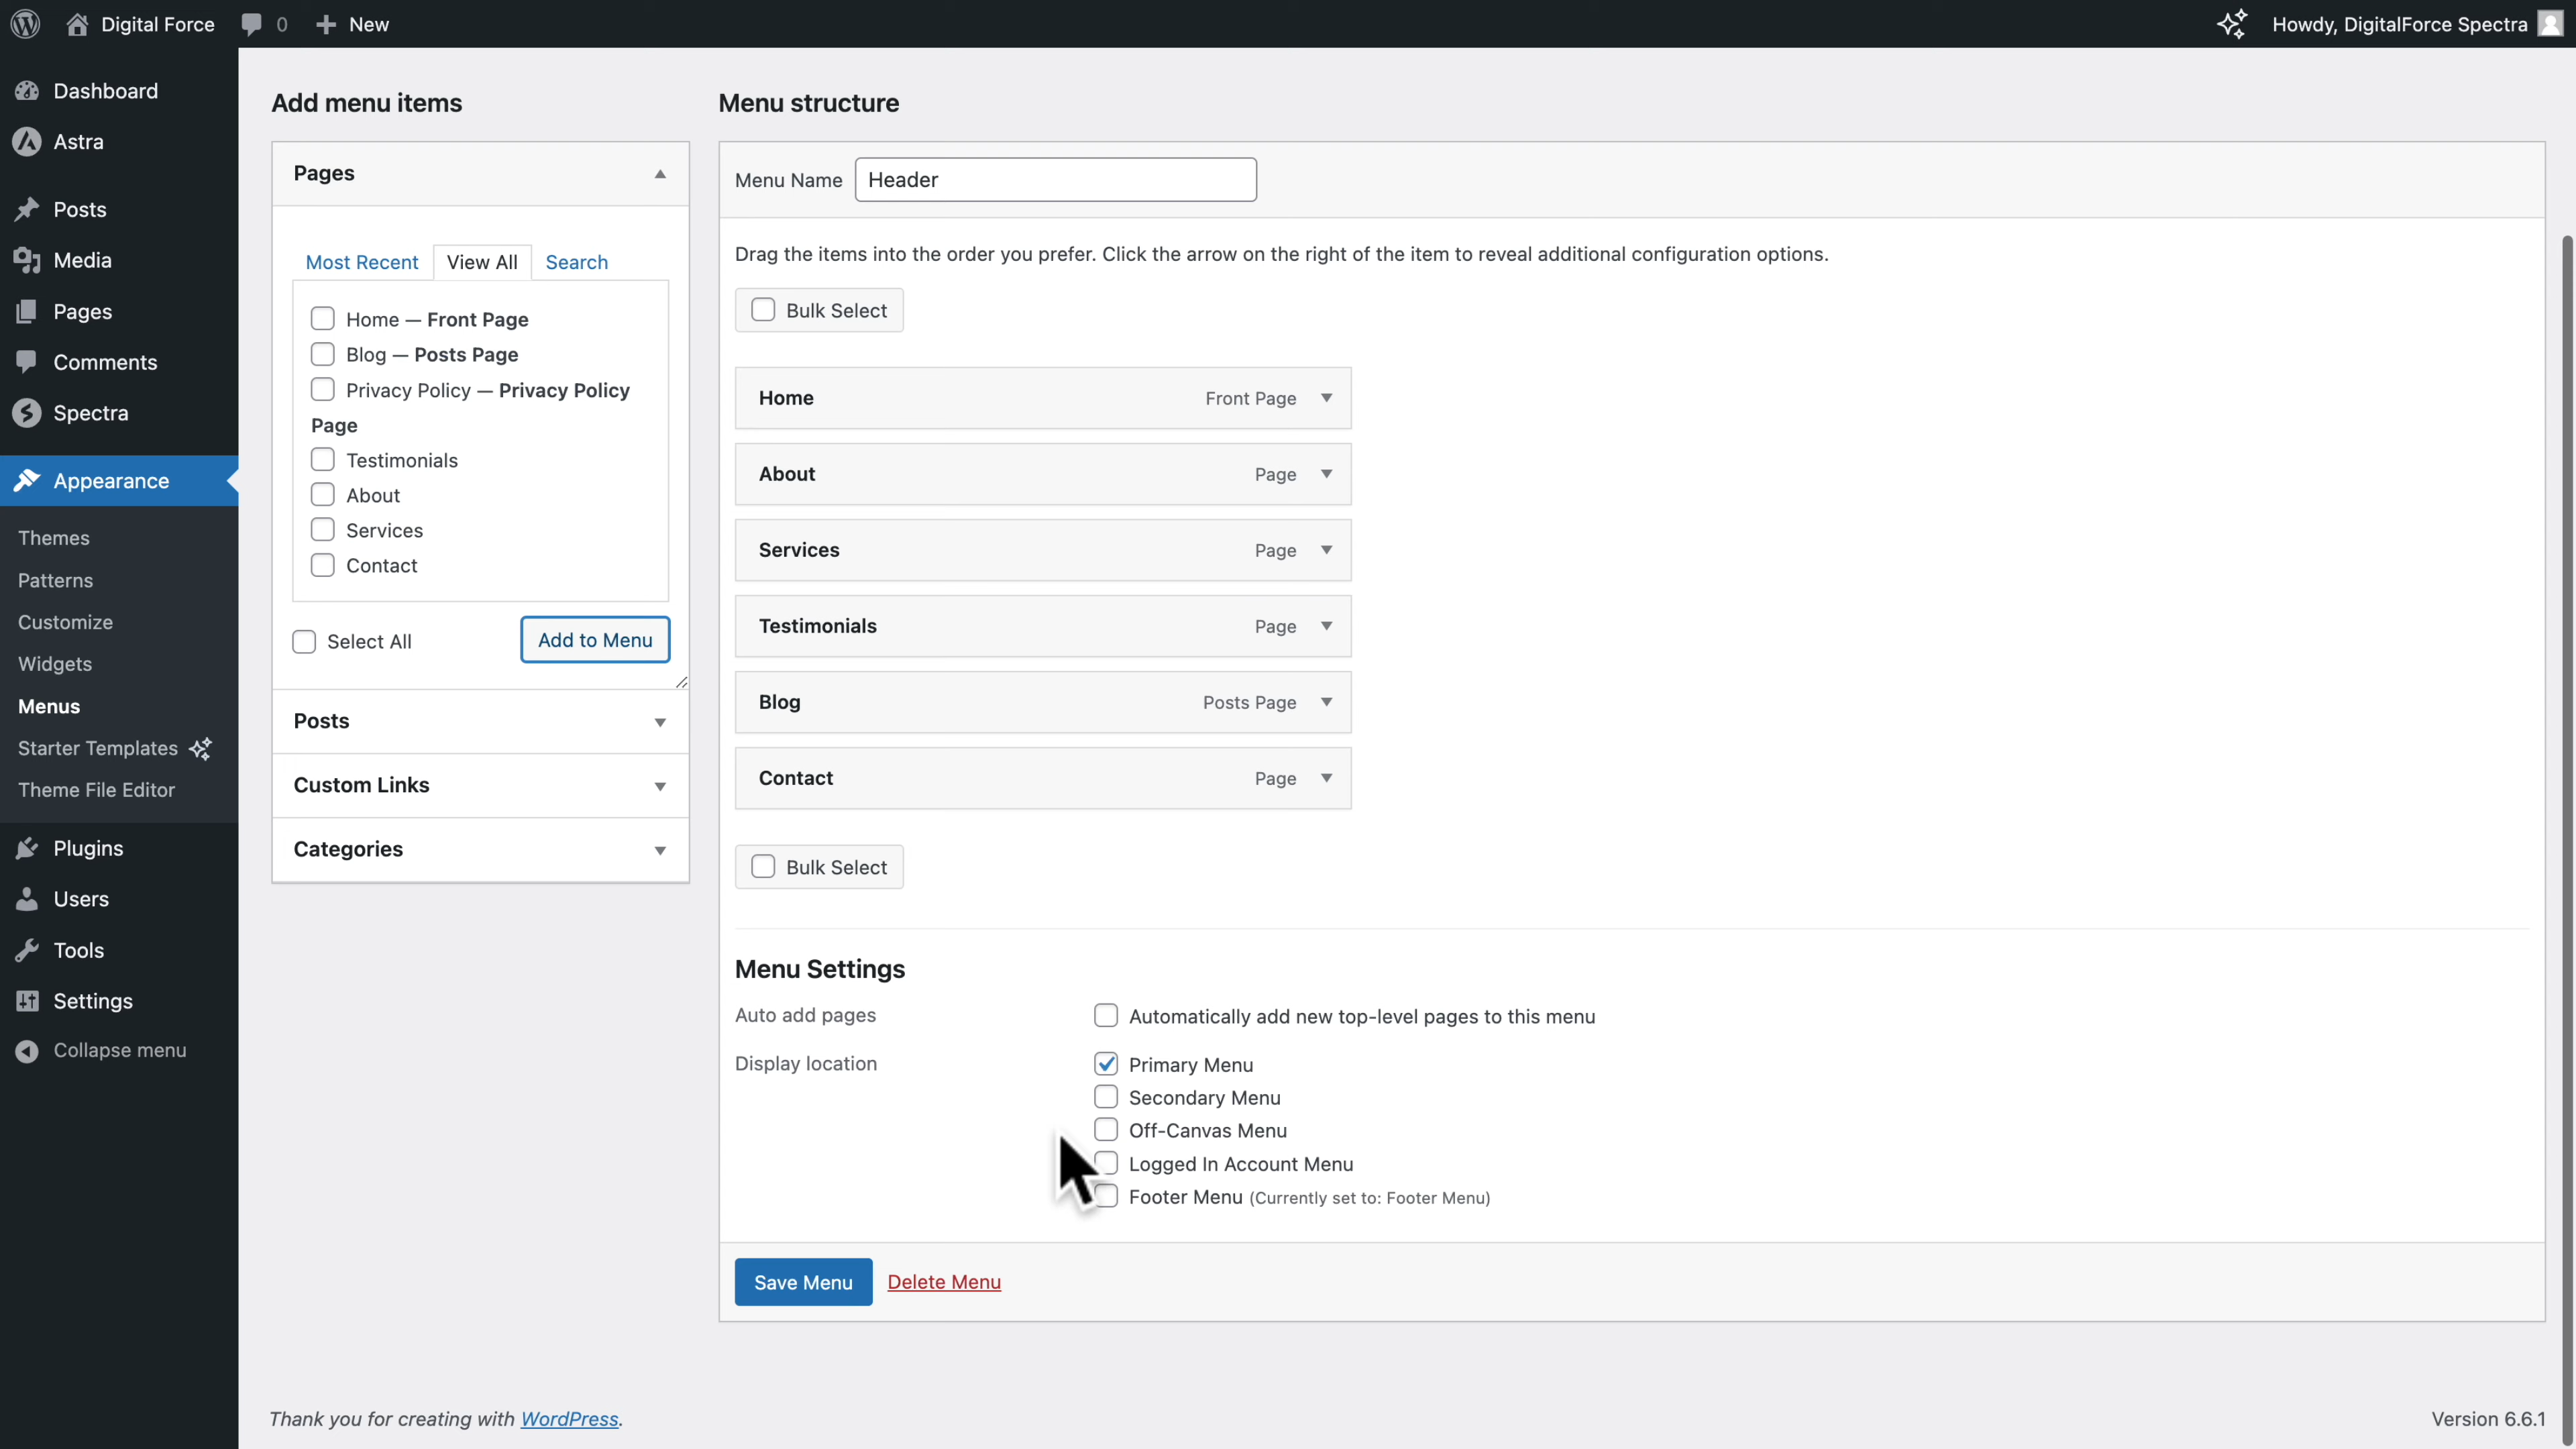 Digital Force 0 New Howdy, DigitalForce Spectra
Dashboard
Astra
Posts
Media
Pages
Comments
Spectra
Appearance
Themes
Patterns
Customize
Widgets
Menus
Starter Templates
Theme File Editor
Plugins
Users
Tools
Settings
Collapse menu
Add menu items
Pages
Most Recent View All Search
Home — Front Page
Blog — Posts Page
Privacy Policy — Privacy Policy
Page
Testimonials
About
Services
Contact
Select All Add to Menu
Posts
Custom Links
Categories
Menu structure
Menu Name Header
Drag the items into the order you prefer. Click the arrow on the right of the item to reveal additional configuration options.
Bulk Select
Home Front Page
About Page
Services Page
Testimonials Page
Blog Posts Page
Contact Page
Bulk Select
Menu Settings
Auto add pages Automatically add new top-level pages to this menu
Display location Primary Menu
Secondary Menu
Off-Canvas Menu
Logged In Account Menu
Footer Menu (Currently set to: Footer Menu)
Save Menu Delete Menu
Thank you for creating with WordPress. Version 6.6.1